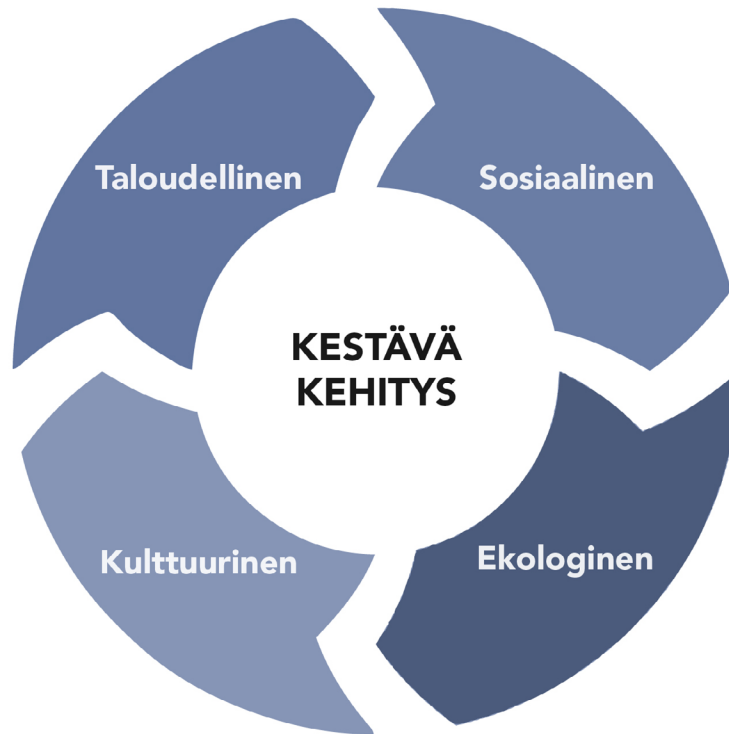 Taloudellinen
Sosiaalinen
KESTÄVÄ
KEHITYS
Kulttuurinen
Ekologinen